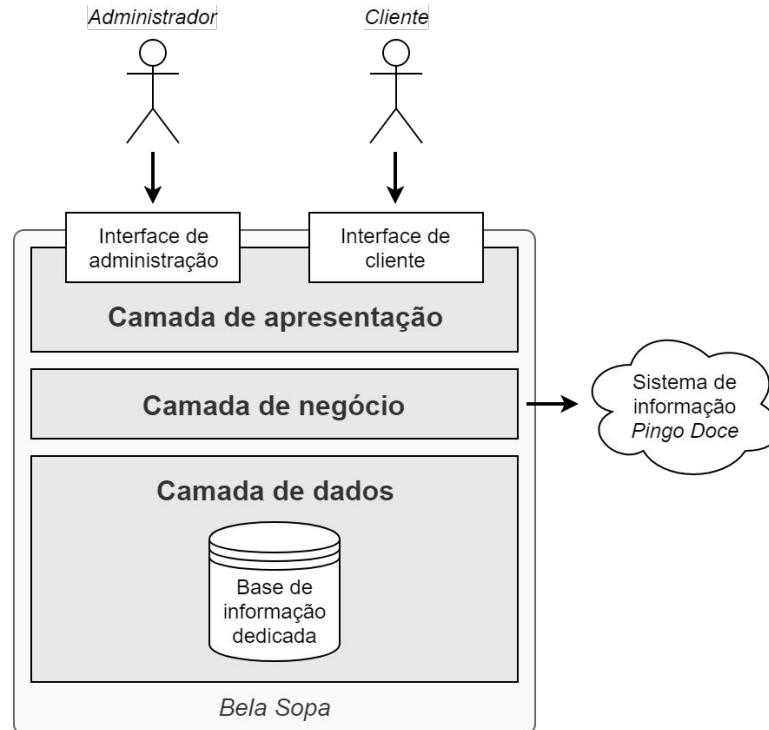 Administrador
Cliente
Interface de
administração
Interface de
cliente
Camada de apresentação
Camada de negócio
Sistema de
informação
Pingo Doce
Camada de dados
Base de
informação
dedicada
Bela Sopa